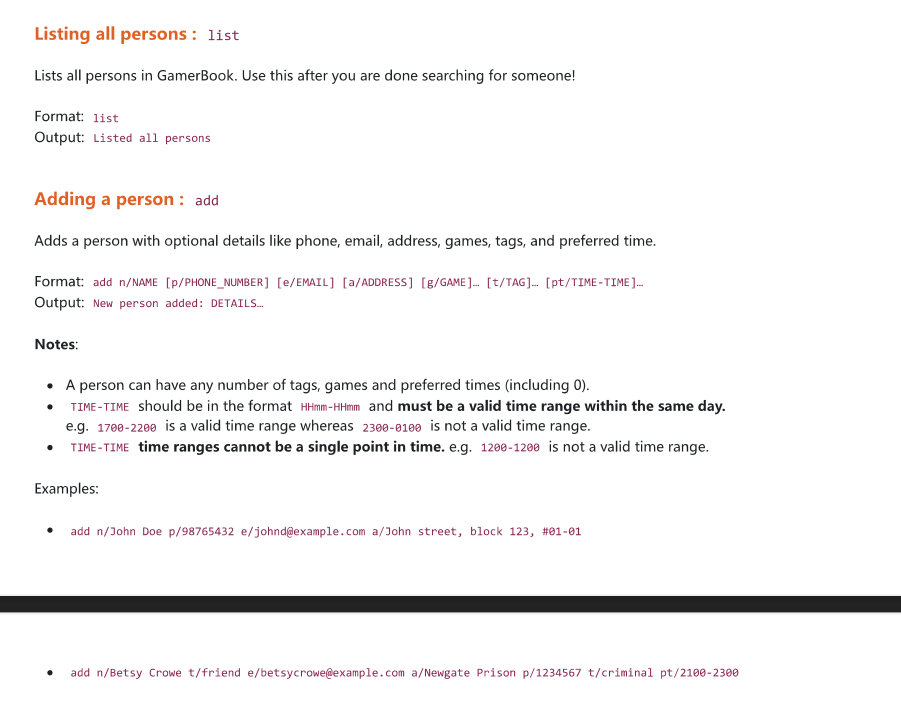 Listing all persons : list
Lists all persons in GamerBook. Use this after you are done searching for someone!
Format: list
Output: Listed all persons
Adding a person : add
Adds a person with optional details like phone, email, address, games, tags, and preferred time.
Format: add n/NAME [p/PHONE_NUMBER] [e/EMAIL] [a/ADDRESS] [g/GAME]… [t/TAG]… [pt/TIME-TIME]…
Output: New person added: DETAILS…
Notes:
• A person can have any number of tags, games and preferred times (including 0).
• TIME-TIME should be in the format HHmm-HHmm and must be a valid time range within the same day.
e.g. 1700-2200 is a valid time range whereas 2300-0100 is not a valid time range.
• TIME-TIME time ranges cannot be a single point in time. e.g. 1200-1200 is not a valid time range.
Examples:
• add n/John Doe p/98765432 e/johnd@example.com a/John street, block 123, #01-01
• add n/Betsy Crowe t/friend e/betsycrowe@example.com a/Newgate Prison p/1234567 t/criminal pt/2100-2300